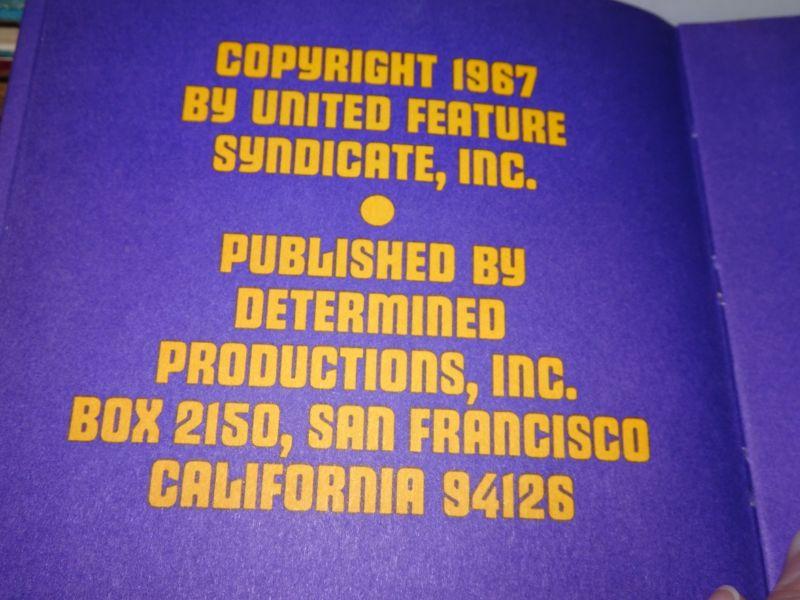 COPYRIGHT 1967
BY UNITED FEATURE
SYNDICATE, INC.
PUBLISHED BY
DETERMINED
PRODUCTIONS, INC.
BOX 2150, SAN FRANCISCO
CALIFORNIA 94126